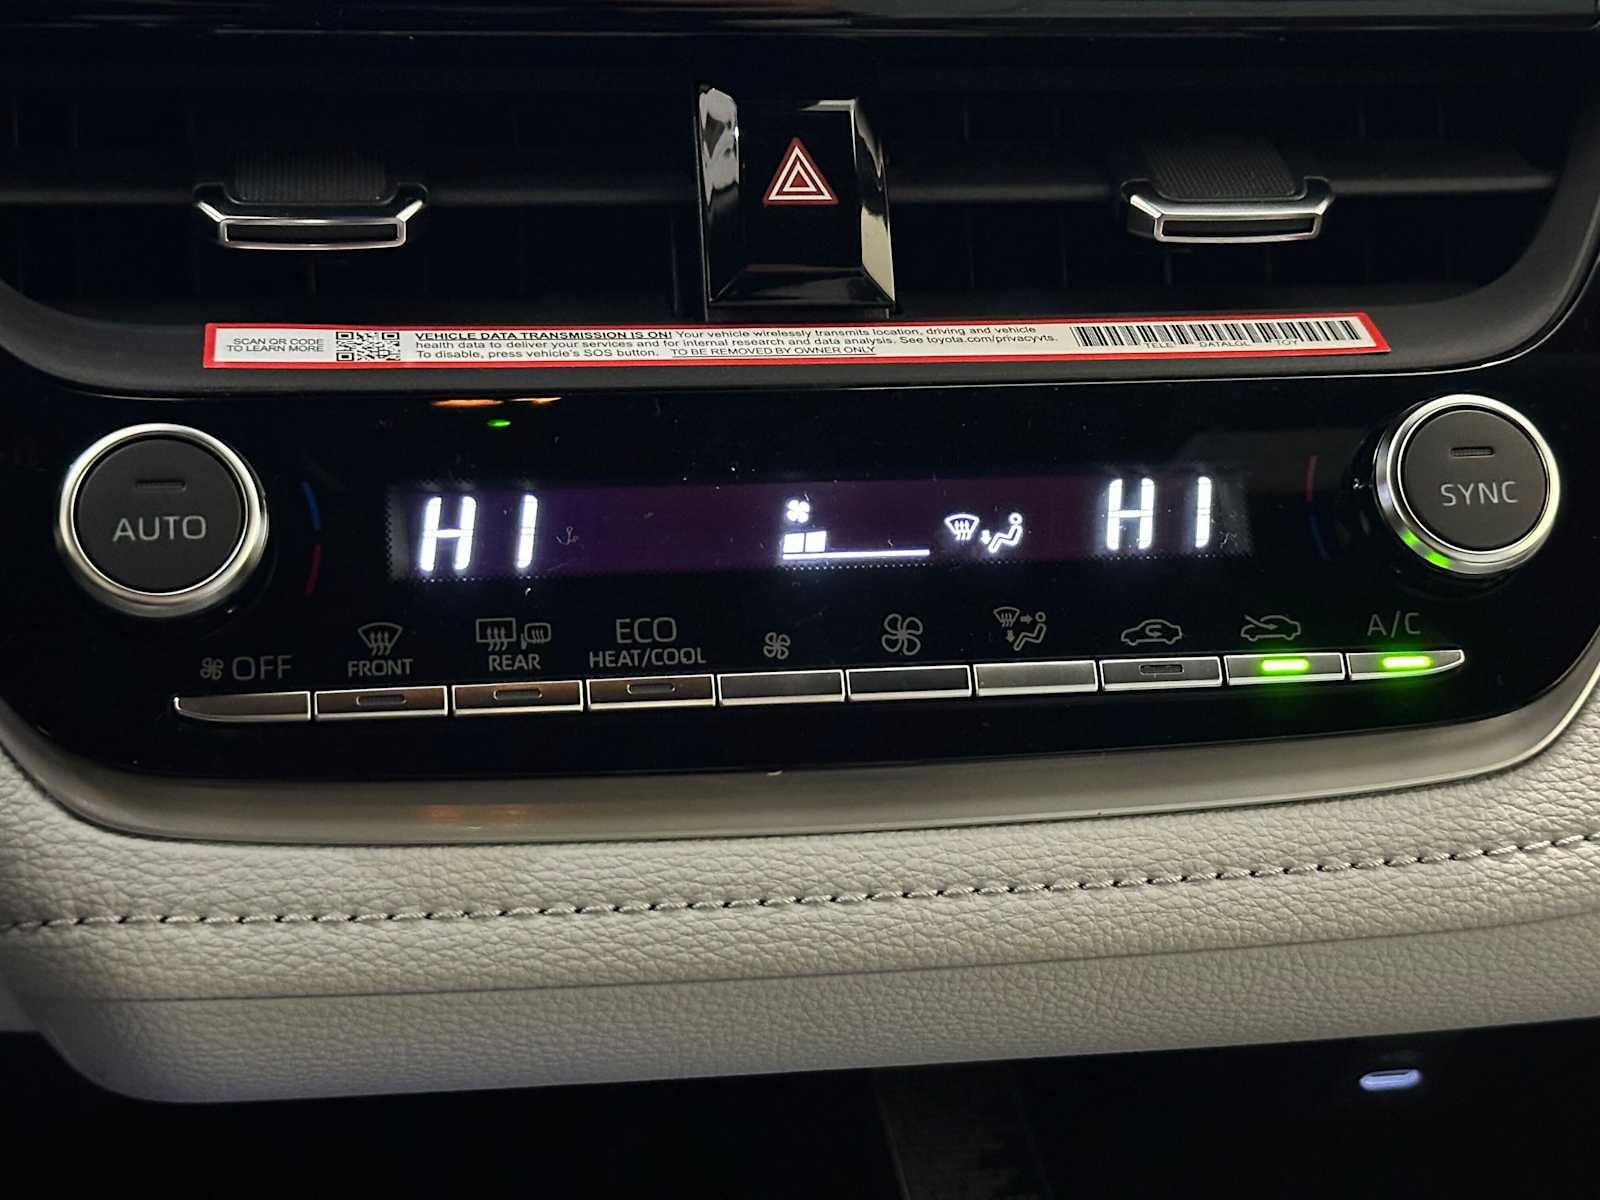 SCAN QR CODE
TO LEARN MORE
VEHICLE DATA TRANSMISSION IS ON! Your vehicle wirelessly transmits location, driving and vehicle
health data to deliver your services and for internal research and data analysis. See toyota.com/privacyvts.
To disable, press vehicle's SOS button. TO BE REMOVED BY OWNER ONLY
TELE DATALGL TOY
AUTO
HI
HI
SYNC
OFF
FRONT
REAR
ECO
HEAT/COOL
A/C